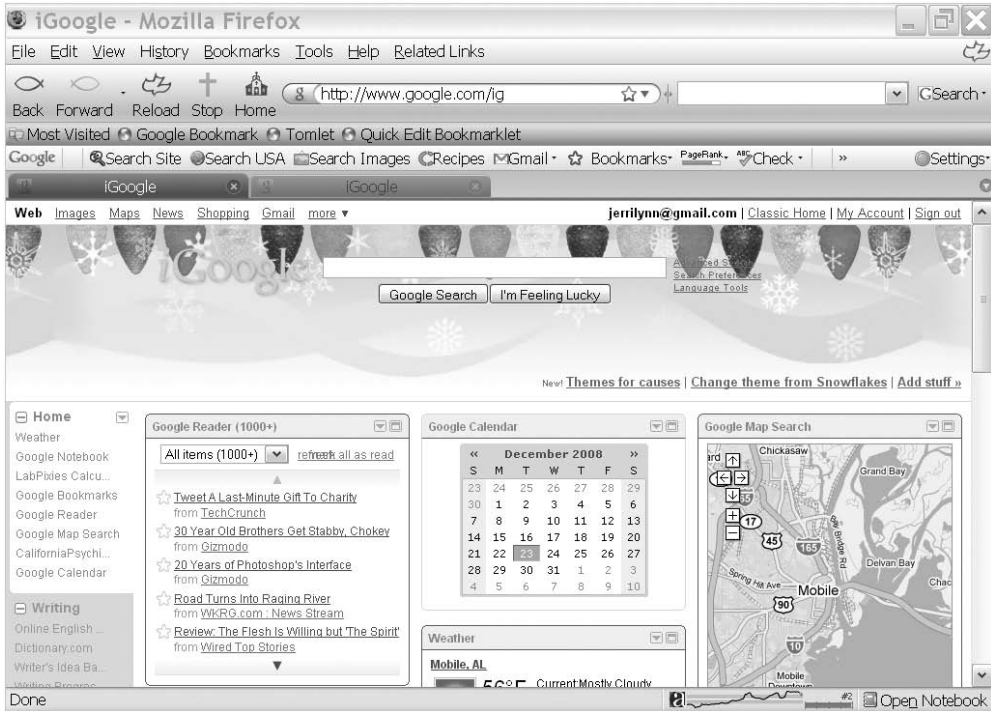 iGoogle - Mozilla Firefox
File Edit View History Bookmarks Tools Help Related Links
Back Forward Reload Stop Home
g http://www.google.com/ig
GSearch
Most Visited Google Bookmark Tomlet Quick Edit Bookmarklet
Google Search Site Search USA Search Images Recipes Gmail Bookmarks PageRank ABC Check » Settings
iGoogle iGoogle
Web Images Maps News Shopping Gmail more ▼
jerrilynn@gmail.com | Classic Home | My Account | Sign out
iGoogle
Language Tools
Google Search I'm Feeling Lucky
New! Themes for causes | Change theme from Snowflakes | Add stuff »
Home
Weather
Google Notebook
LabPixies Calcu...
Google Bookmarks
Google Reader
Google Map Search
CaliforniaPsychi...
Google Calendar
Writing
Online English ...
Dictionary.com
Writer's Idea Ba...
Google Reader (1000+)
All items (1000+) all as read
Tweet A Last-Minute Gift To Charity
from TechCrunch
30 Year Old Brothers Get Stabby, Chokey
from Gizmodo
20 Years of Photoshop's Interface
from Gizmodo
Road Turns Into Raging River
from WKRG.com : News Stream
Review: The Flesh Is Willing but 'The Spirit'
from Wired Top Stories
Google Calendar
« December 2008 »
S M T W T F S
23 24 25 26 27 28 29
30 1 2 3 4 5 6
7 8 9 10 11 12 13
14 15 16 17 18 19 20
21 22 23 24 25 26 27
28 29 30 31 1 2 3
4 5 6 7 8 9 10
Weather
Mobile, AL
56°F Current Mostly Cloudy
Google Map Search
Chickasaw
Grand Bay
65
17
45
165
Bay Bridge Rd
Delvan Bay
Spring Hill Ave
Mobile
Chac
90
10
Mobile
Downtown
Done
a
#2
Open Notebook